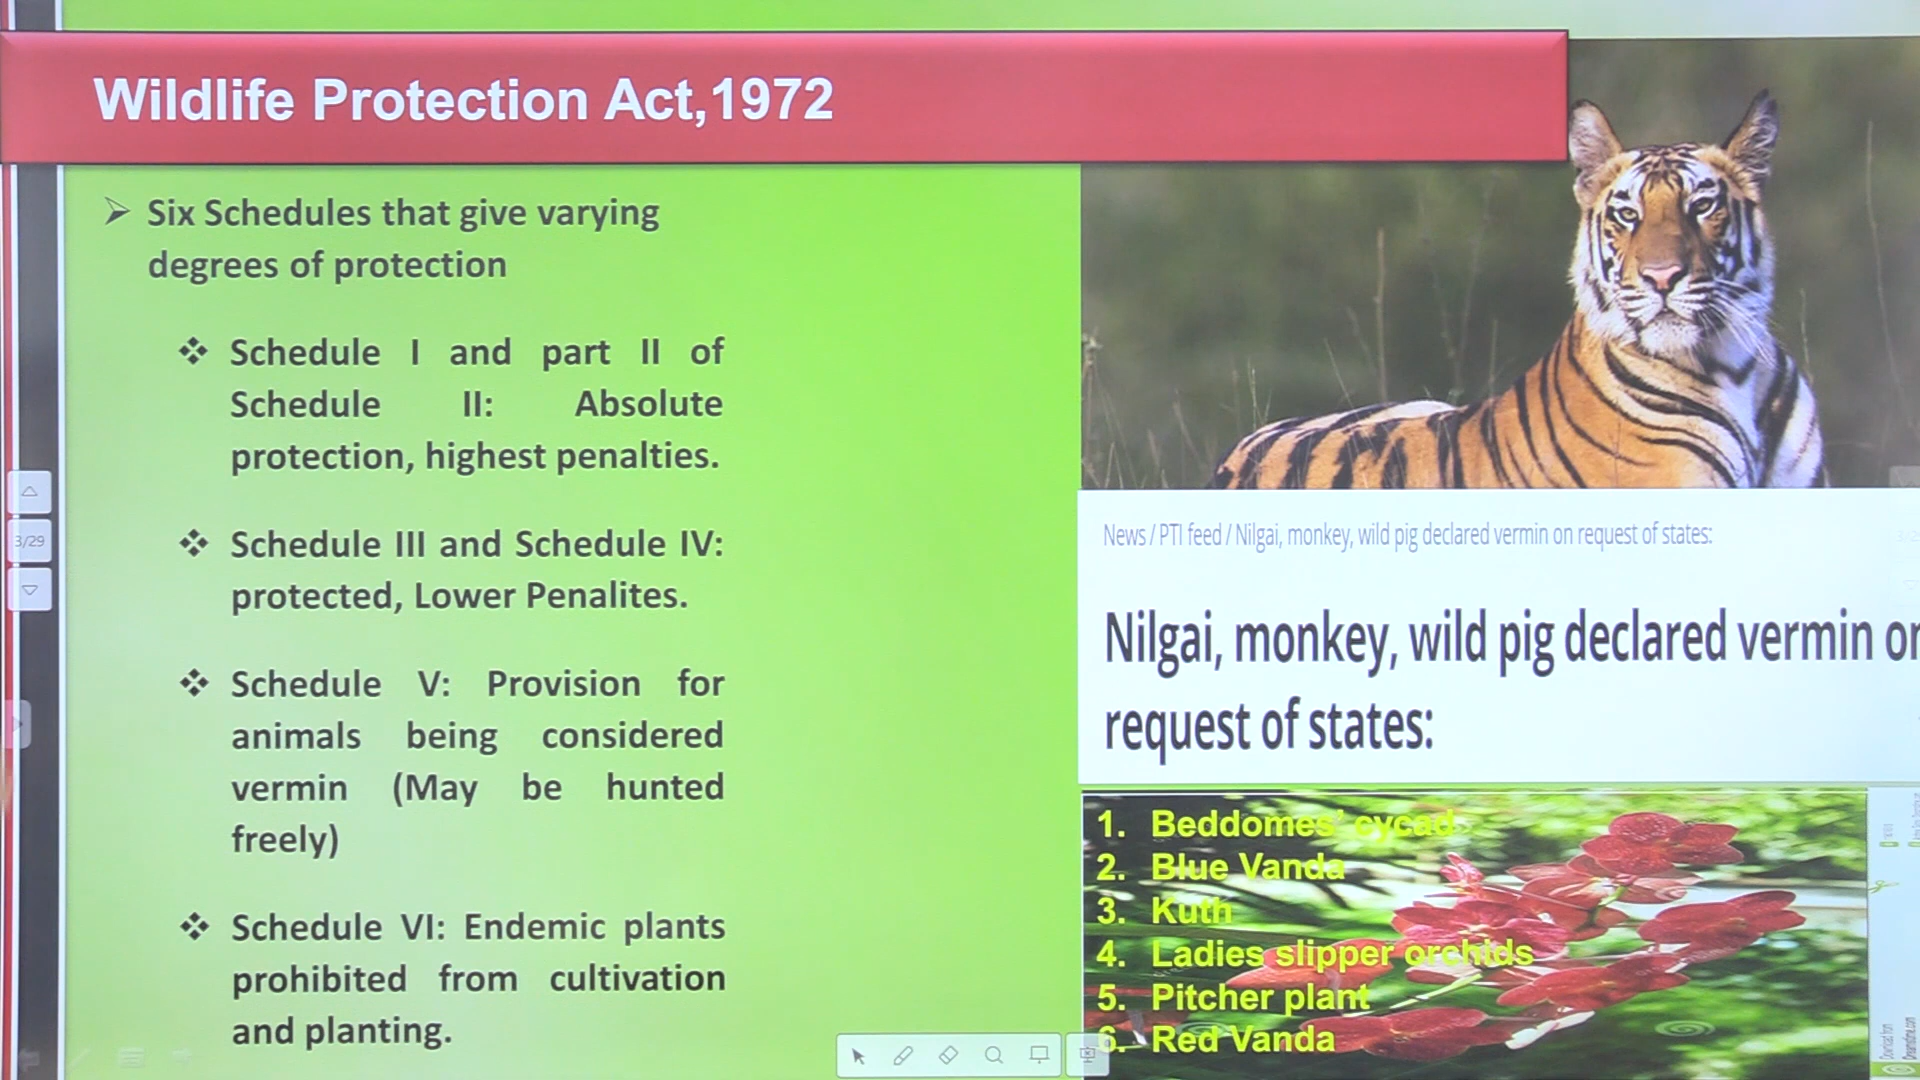 Wildlife Protection Act,1972
Six Schedules that give varying
degrees of protection
Schedule I and part II of
Schedule II: Absolute
protection, highest penalties.
Schedule III and Schedule IV:
protected, Lower Penalites.
Schedule V: Provision for
animals being considered
vermin (May be hunted
freely)
Schedule VI: Endemic plants
prohibited from cultivation
and planting.
3/29
News / PTI feed / Nilgai, monkey, wild pig declared vermin on request of states:
Nilgai, monkey, wild pig declared vermin or
request of states:
1. Beddomes' cycad
2. Blue Vanda
3. Kuth
4. Ladies slipper orchids
5. Pitcher plant
6. Red Vanda